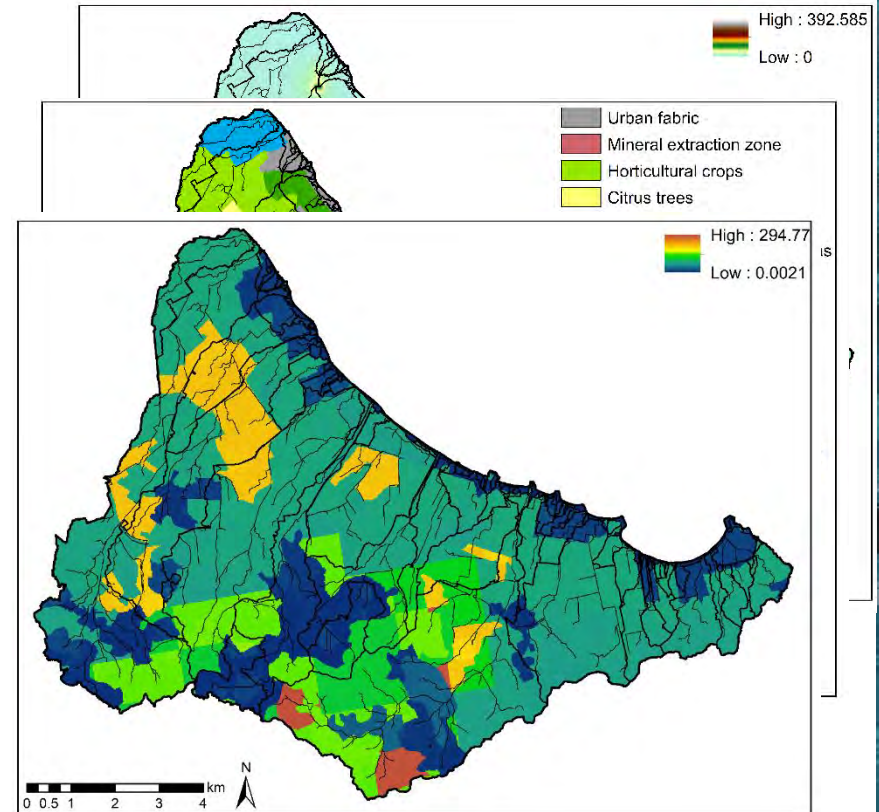 High : 392.585
Low : 0
Urban fabric
Mineral extraction zone
Horticultural crops
Citrus trees
High : 294.77
Low : 0.0021
N
km
0 0.5 1 2 3 4